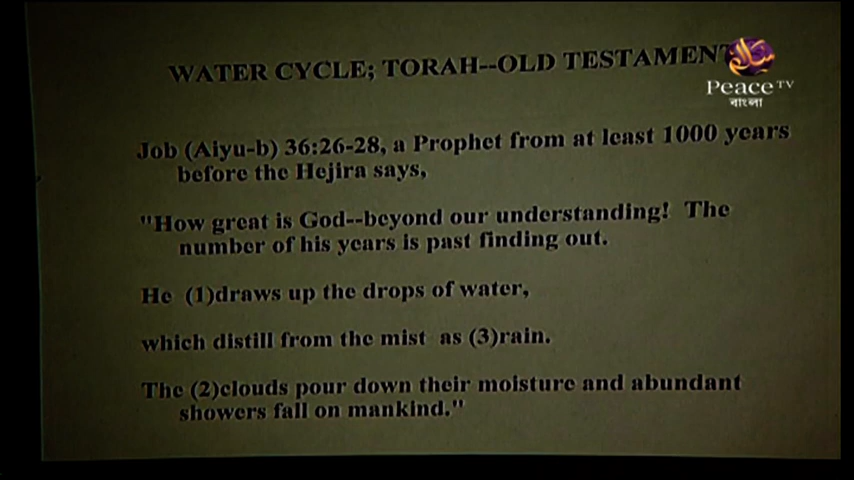 WATER CYCLE; TORAH--OLD TESTAMENT
Peace TV
বাংলা
Job (Aiyu-b) 36:26-28, a Prophet from at least 1000 years
before the Hejira says,
"How great is God--beyond our understanding! The
number of his years is past finding out.
He (1)draws up the drops of water,
which distill from the mist as (3)rain.
The (2)clouds pour down their moisture and abundant
showers fall on mankind."